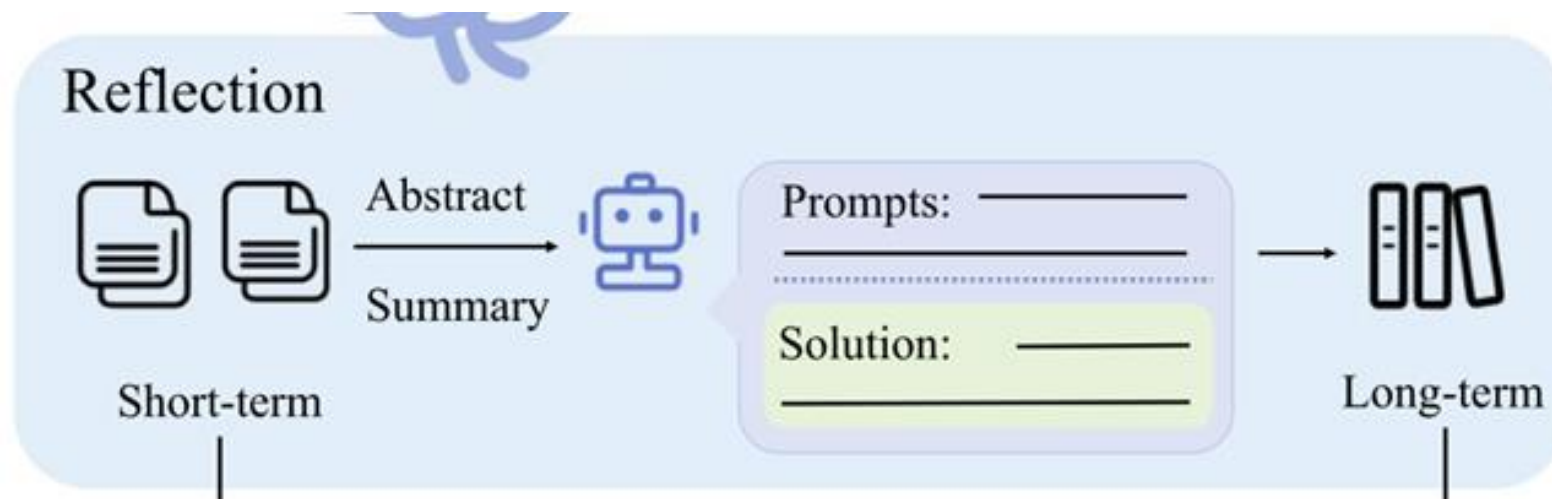 Reflection
Abstract
Summary
Prompts:
Solution:
Short-term
Long-term